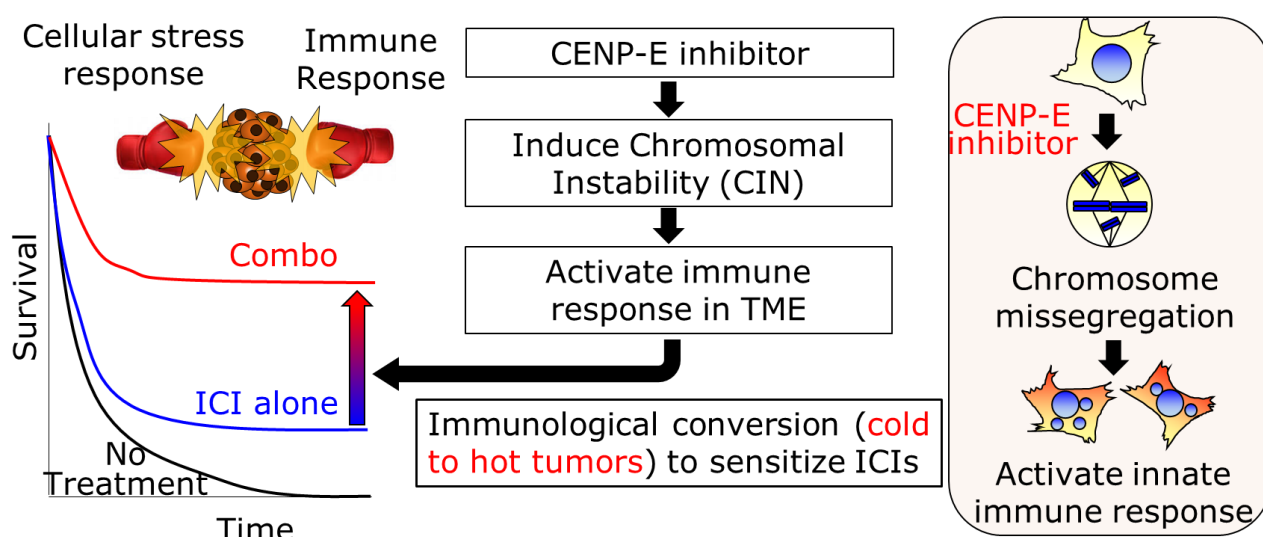 Cellular stress
response
Immune
Response
Survival
Combo
ICI alone
No
Treatment
Time
CENP-E inhibitor
Induce Chromosomal
Instability (CIN)
Activate immune
response in TME
Immunological conversion (cold
to hot tumors) to sensitize ICIs
CENP-E
inhibitor
Chromosome
missegregation
Activate innate
immune response